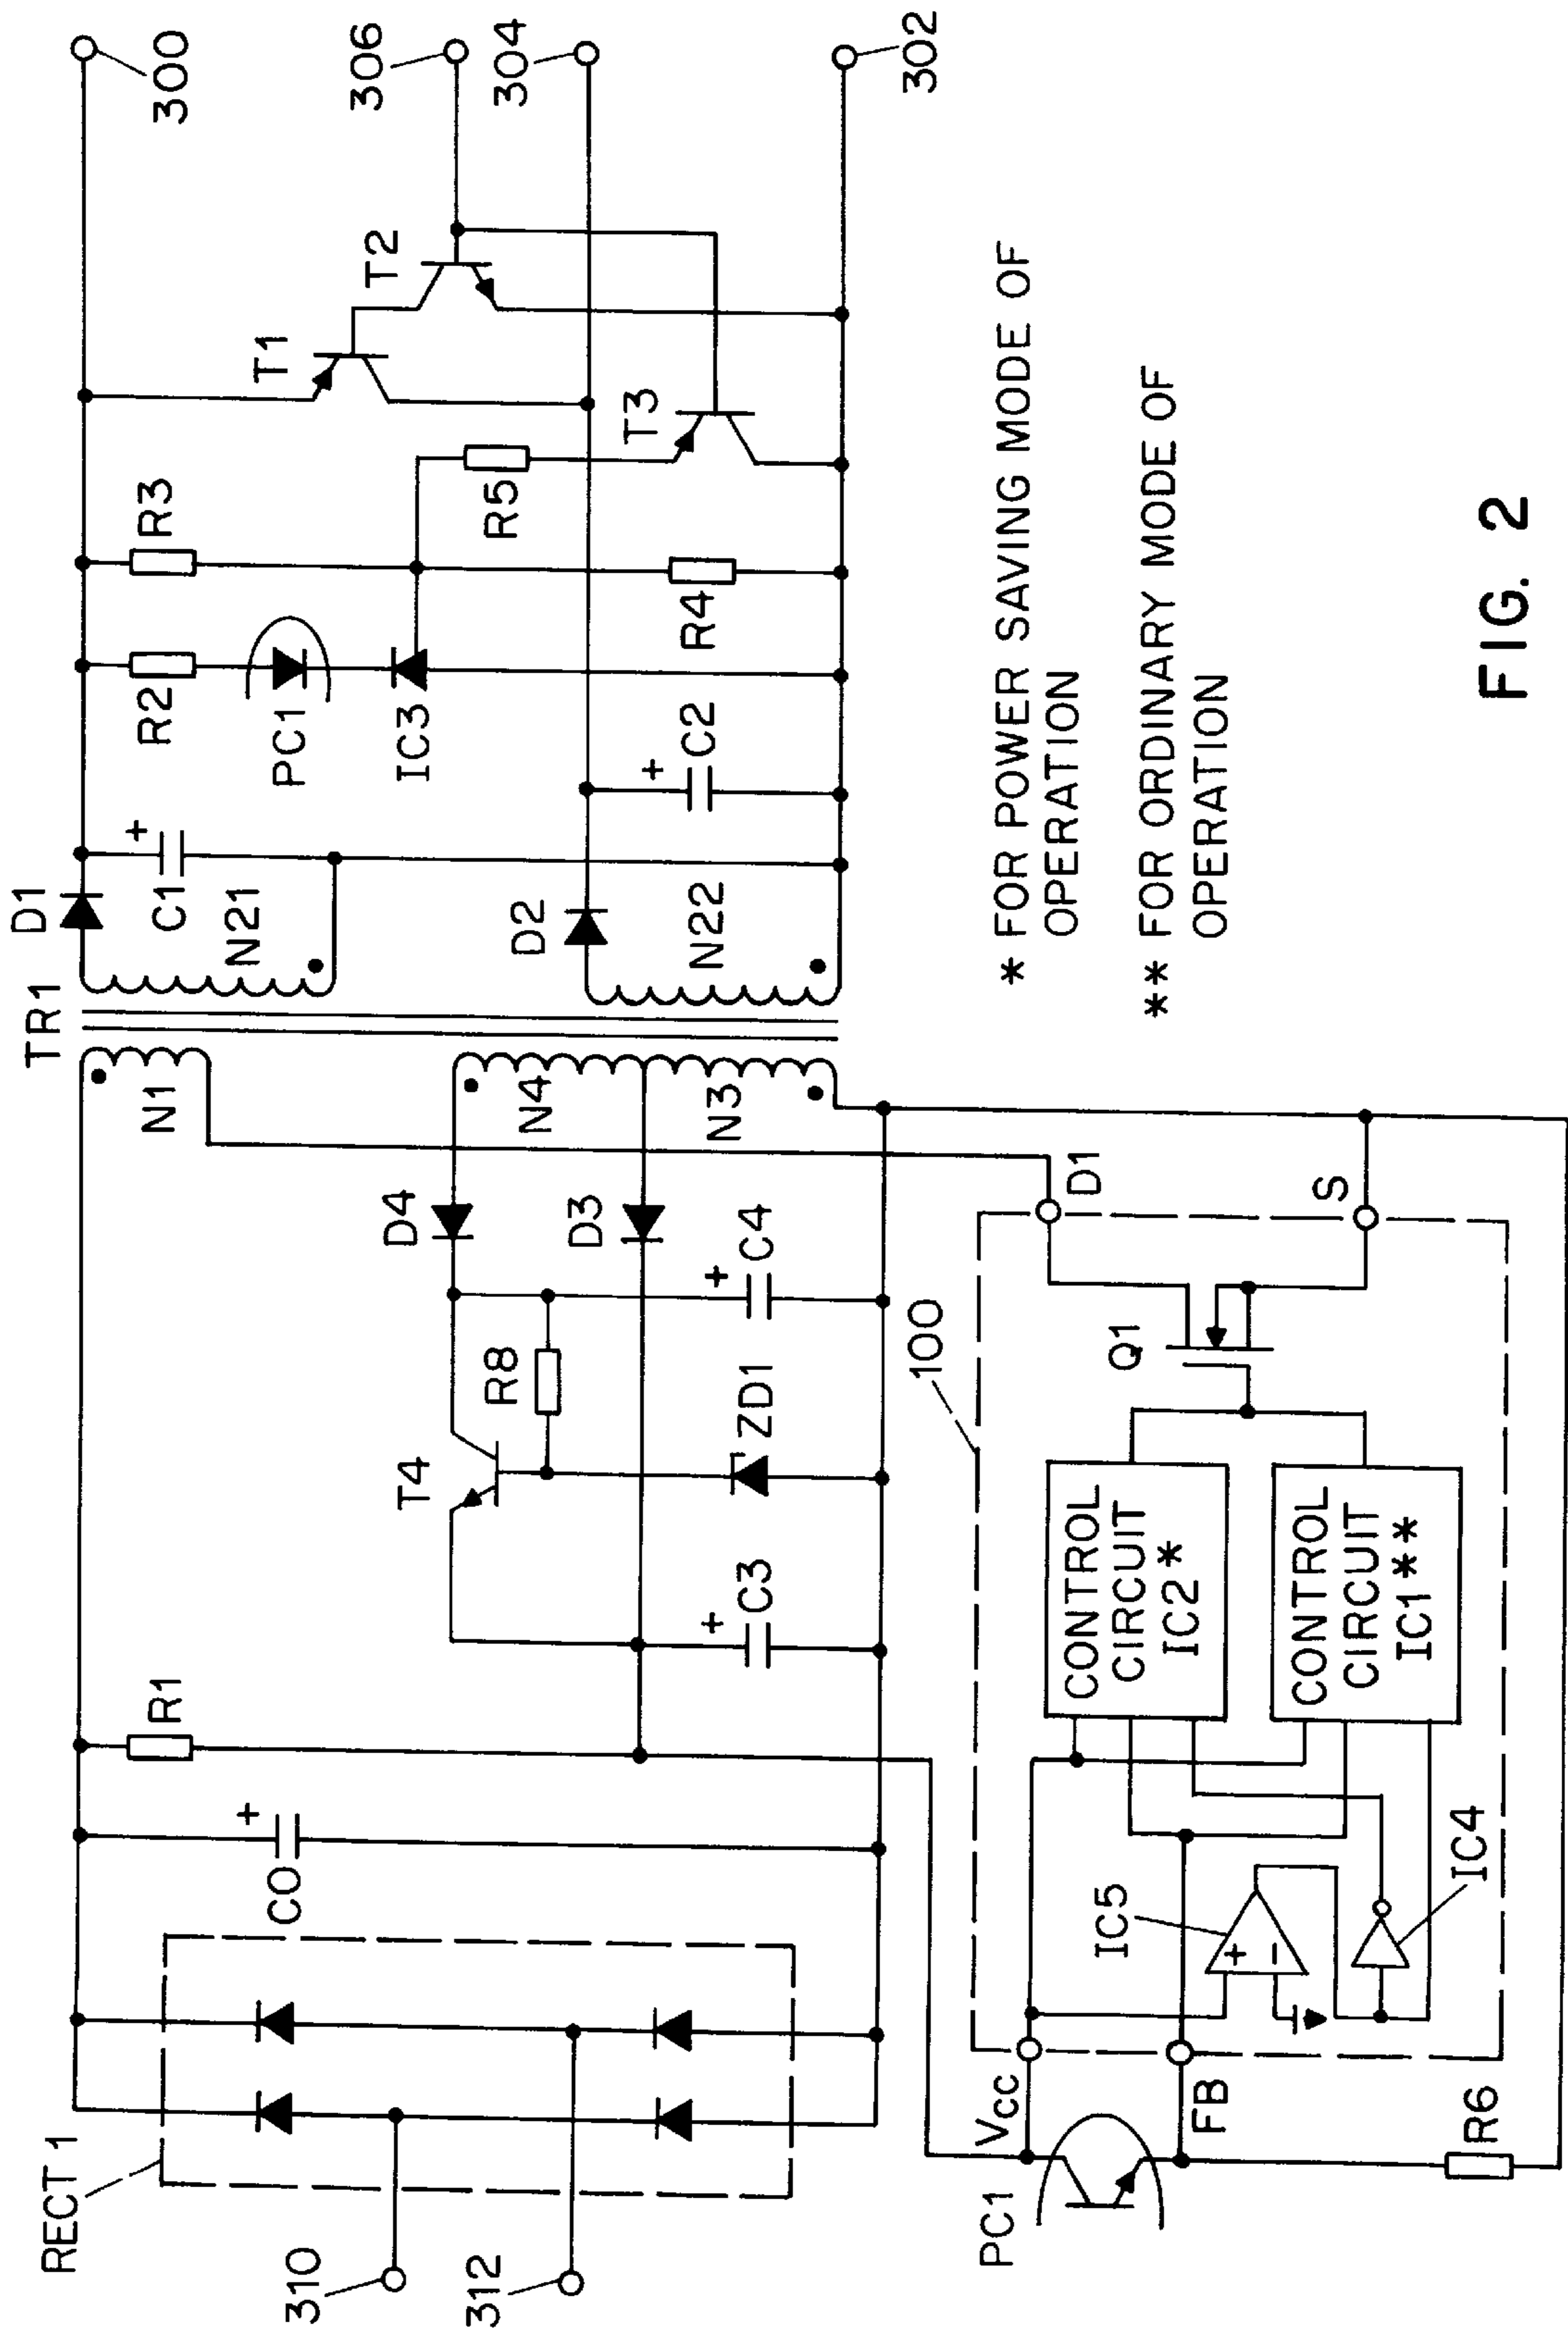 RECT 1
310
312
C0
+
R1
T4
R8
ZD1
C3
+
C4
+
D4
D3
N4
N3
N1
TR1
D1
C1
+
N21
D2
N22
C2
+
R2
PC1
IC3
R3
R4
R5
T3
T1
T2
300
306
304
302
PC1
Vcc
FB
R6
IC5
+
−
IC4
CONTROL
CIRCUIT
IC2*
CONTROL
CIRCUIT
IC1**
100
Q1
D1
S
* FOR POWER SAVING MODE OF
OPERATION
** FOR ORDINARY MODE OF
OPERATION
FIG. 2